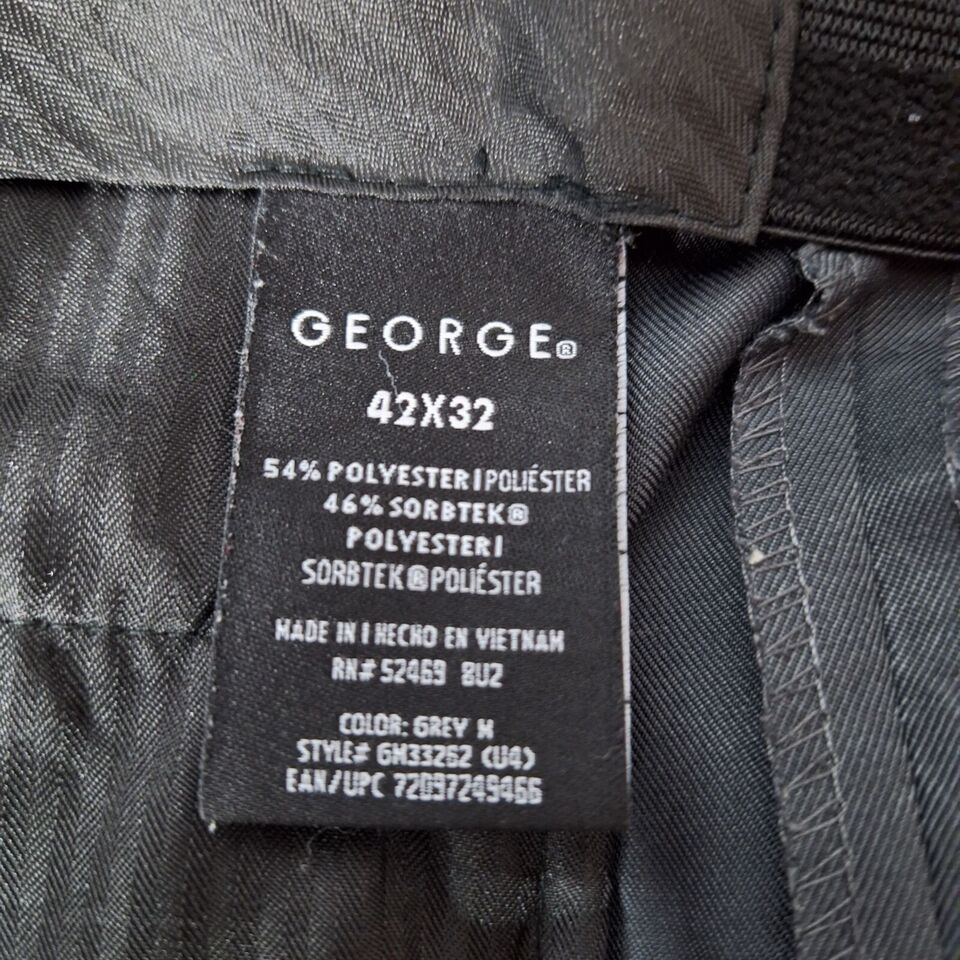 GEORGE®
42X32
54% POLYESTER|POLIÉSTER
46% SORBTEK®
POLYESTER|
SORBTEK®POLIÉSTER
MADE IN | HECHO EN VIETNAM
RN# 52469 8U2
COLOR: GREY H
STYLE# GM33262 (U4)
EAN/UPC 72097249466